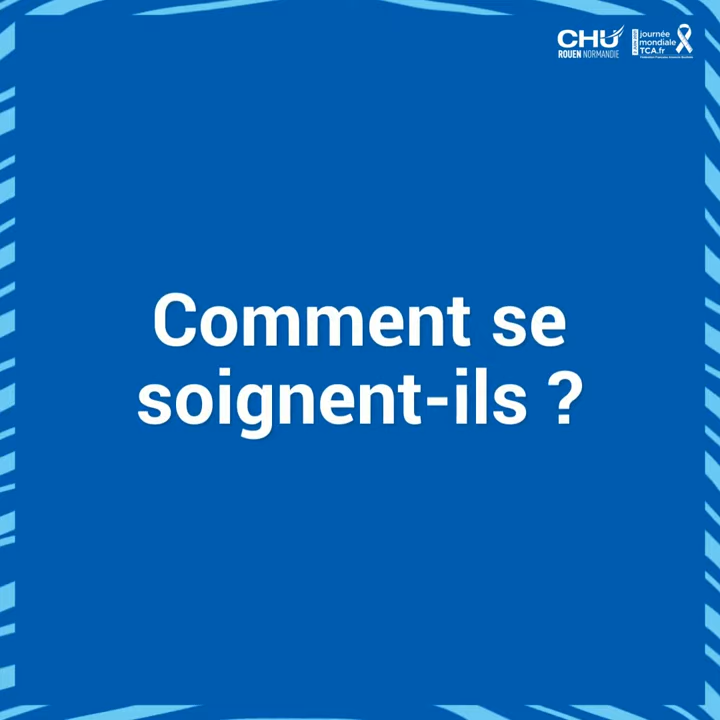 CHU
ROUEN NORMANDIE
journée
mondiale
TCA.fr
Comment se
soignent-ils ?